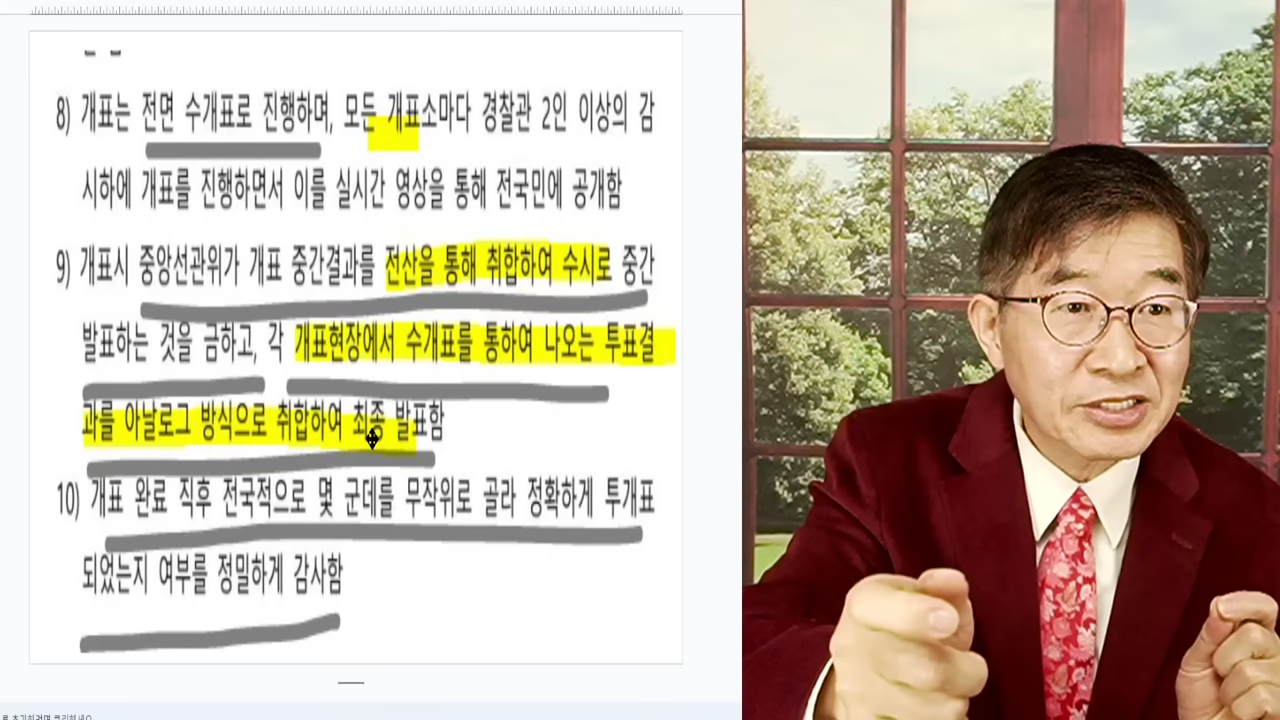 8) 개표는 전면 수개표로 진행하며, 모든 개표소마다 경찰관 2인 이상의 감
시하에 개표를 진행하면서 이를 실시간 영상을 통해 전국민에 공개함
9) 개표시 중앙선관위가 개표 중간결과를 전산을 통해 취합하여 수시로 중간
발표하는 것을 금하고, 각 개표현장에서 수개표를 통하여 나오는 투표결
과를 아날로그 방식으로 취합하여 최종 발표함
10) 개표 완료 직후 전국적으로 몇 군데를 무작위로 골라 정확하게 투개표
되었는지 여부를 정밀하게 감사함